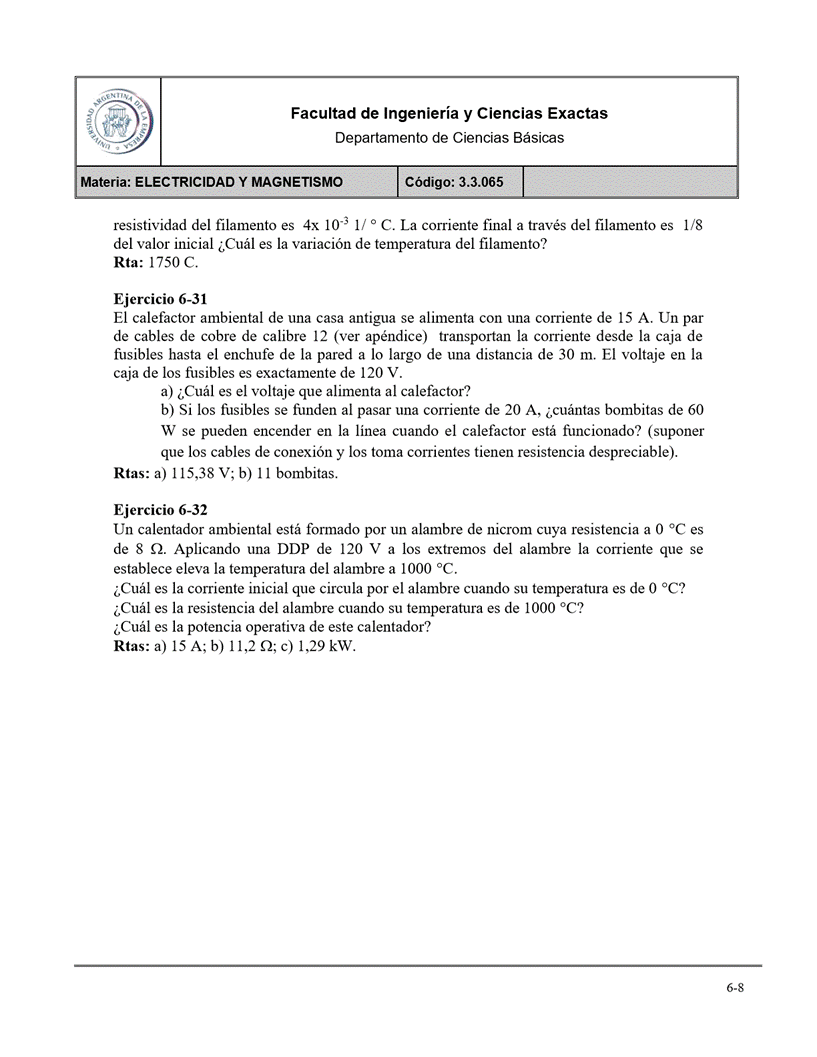 UNIVERSIDAD ARGENTINA DE LA EMPRESA
Facultad de Ingeniería y Ciencias Exactas
Departamento de Ciencias Básicas
Materia: ELECTRICIDAD Y MAGNETISMO Código: 3.3.065
resistividad del filamento es 4x 10⁻³ 1/ ° C. La corriente final a través del filamento es 1/8
del valor inicial ¿Cuál es la variación de temperatura del filamento?
Rta: 1750 C.
Ejercicio 6-31
El calefactor ambiental de una casa antigua se alimenta con una corriente de 15 A. Un par
de cables de cobre de calibre 12 (ver apéndice) transportan la corriente desde la caja de
fusibles hasta el enchufe de la pared a lo largo de una distancia de 30 m. El voltaje en la
caja de los fusibles es exactamente de 120 V.
a) ¿Cuál es el voltaje que alimenta al calefactor?
b) Si los fusibles se funden al pasar una corriente de 20 A, ¿cuántas bombitas de 60
W se pueden encender en la línea cuando el calefactor está funcionado? (suponer
que los cables de conexión y los toma corrientes tienen resistencia despreciable).
Rtas: a) 115,38 V; b) 11 bombitas.
Ejercicio 6-32
Un calentador ambiental está formado por un alambre de nicrom cuya resistencia a 0 °C es
de 8 Ω. Aplicando una DDP de 120 V a los extremos del alambre la corriente que se
establece eleva la temperatura del alambre a 1000 °C.
¿Cuál es la corriente inicial que circula por el alambre cuando su temperatura es de 0 °C?
¿Cuál es la resistencia del alambre cuando su temperatura es de 1000 °C?
¿Cuál es la potencia operativa de este calentador?
Rtas: a) 15 A; b) 11,2 Ω; c) 1,29 kW.
6-8